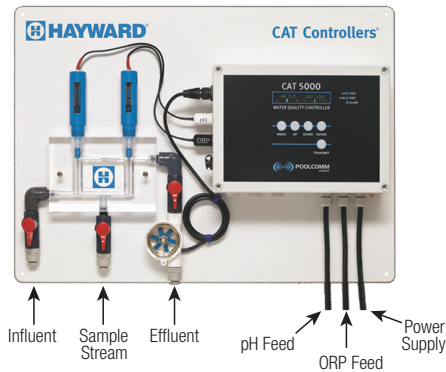 HAYWARD®
CAT Controllers®
CAT 5000
WATER QUALITY CONTROLLER
MENU UP DOWN ENTER
TRANSMIT
POOLCOMM
pH
ORP
Influent
Sample
Stream
Effluent
pH Feed
ORP Feed
Power
Supply